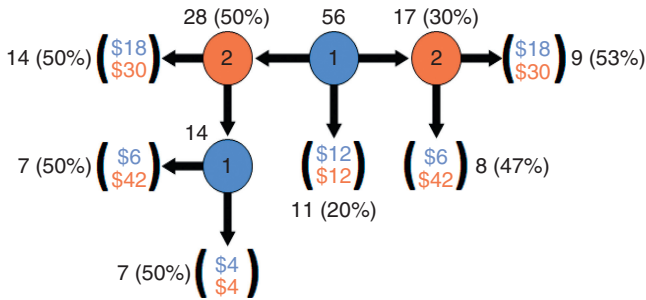 28 (50%) 56 17 (30%)
14 (50%) ( $18 2 1 2 ( $18 9 (53%)
$30 ) $30 )
14
7 (50%) ( $6 1 ( $12 ( $6 8 (47%)
$42 ) $12 ) $42 )
11 (20%)
7 (50%) ( $4
$4 )